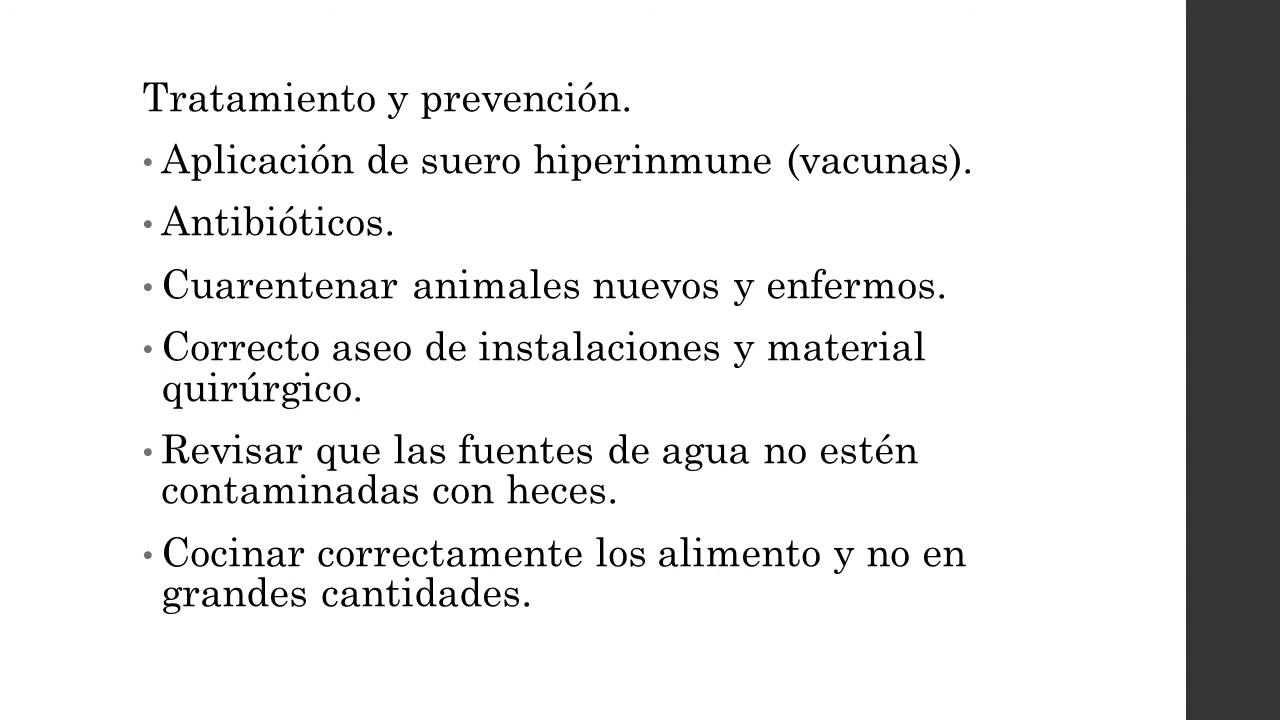 Tratamiento y prevención.
• Aplicación de suero hiperinmune (vacunas).
• Antibióticos.
• Cuarentenar animales nuevos y enfermos.
• Correcto aseo de instalaciones y material
quirúrgico.
• Revisar que las fuentes de agua no estén
contaminadas con heces.
• Cocinar correctamente los alimento y no en
grandes cantidades.